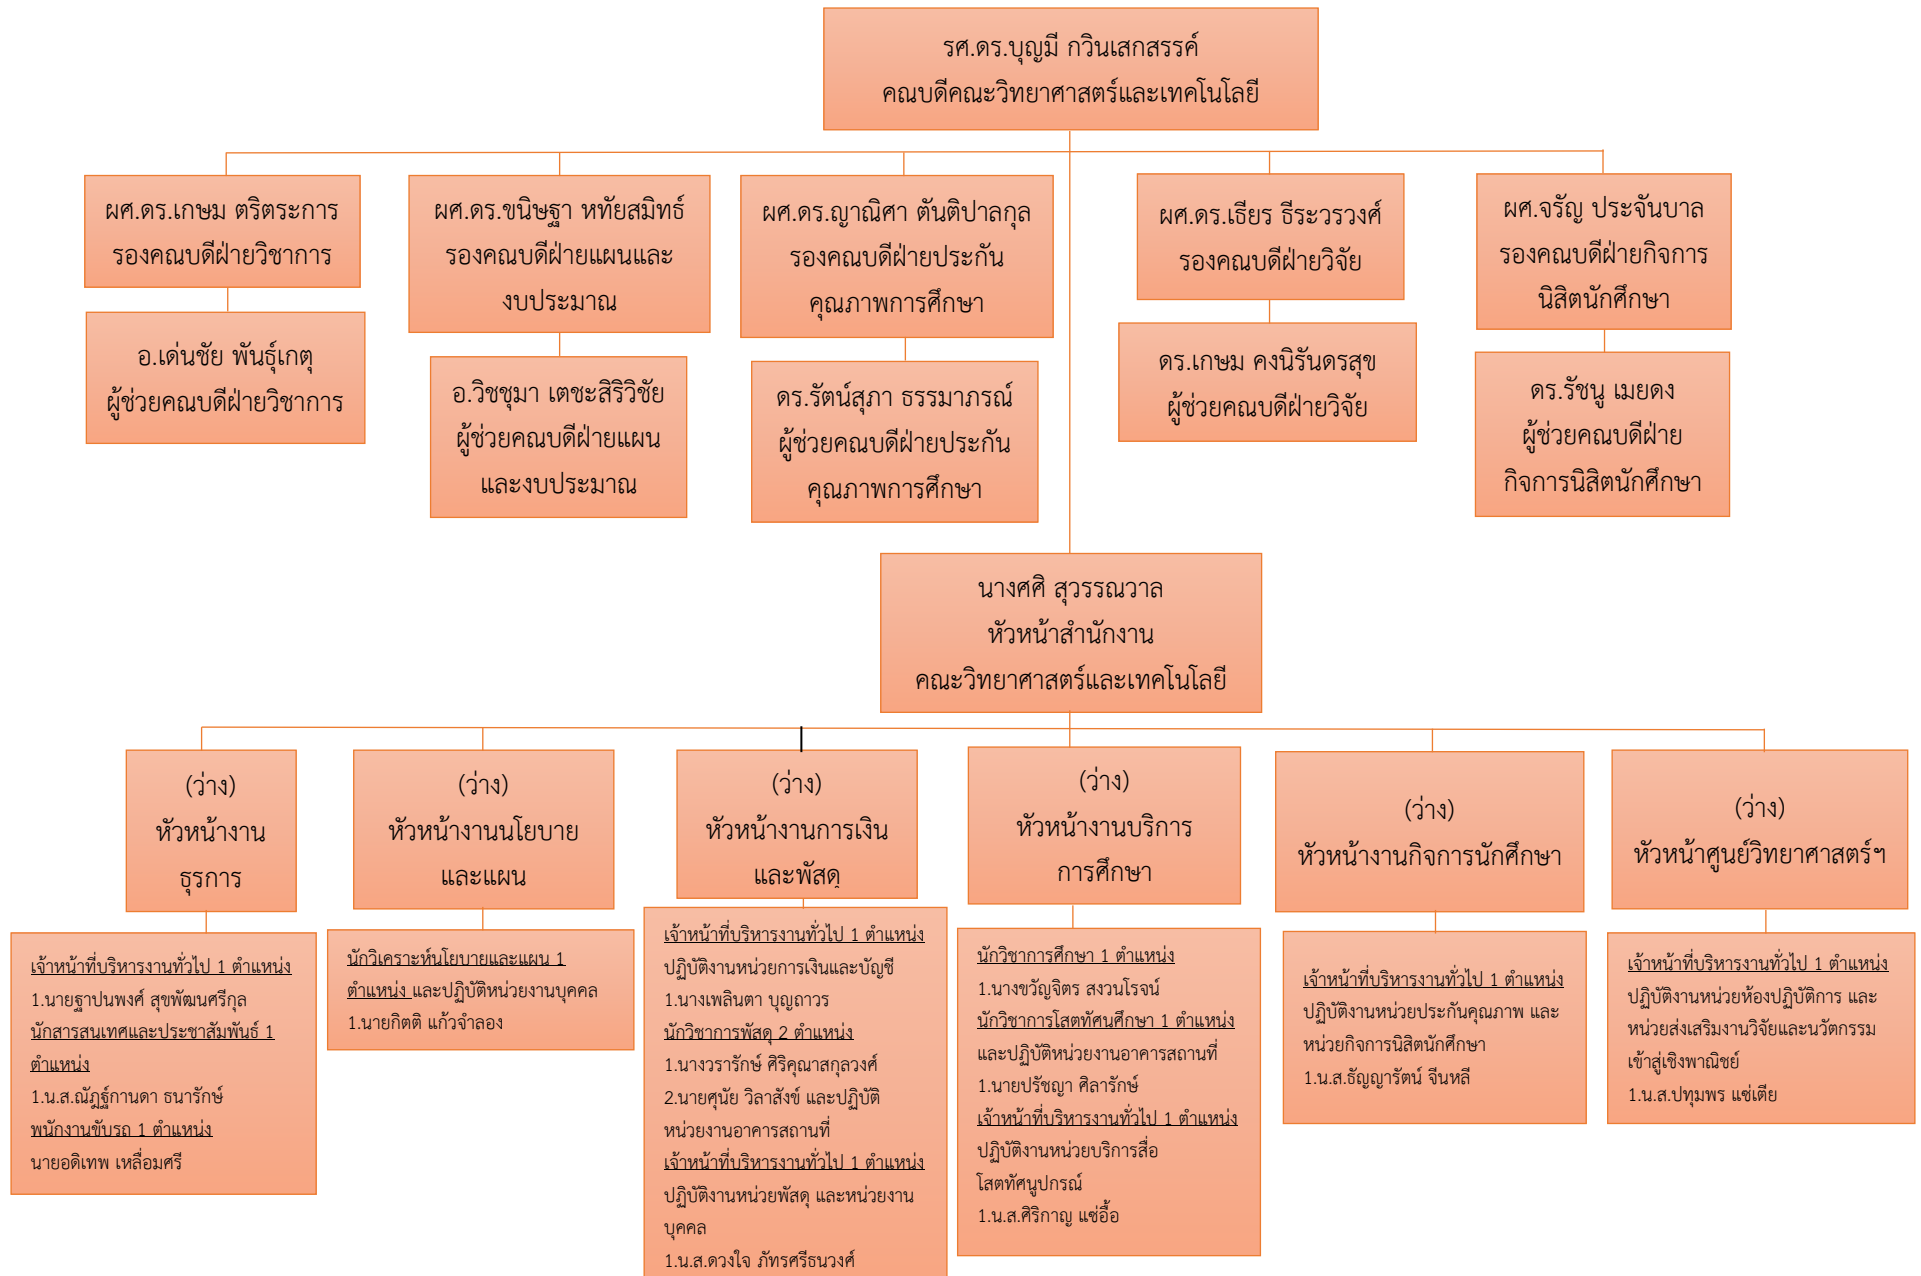 รศ.ดร.บุญมี กวินเสกสรรค์
คณบดีคณะวิทยาศาสตร์และเทคโนโลยี
ผศ.ดร.เกษม ตริตระการ
รองคณบดีฝ่ายวิชาการ
ผศ.ดร.ขนิษฐา หทัยสมิทธ์
รองคณบดีฝ่ายแผนและ
งบประมาณ
ผศ.ดร.ญาณิศา ตันติปาลกุล
รองคณบดีฝ่ายประกัน
คุณภาพการศึกษา
ผศ.ดร.เธียร ธีระวรวงศ์
รองคณบดีฝ่ายวิจัย
ผศ.จรัญ ประจันบาล
รองคณบดีฝ่ายกิจการ
นิสิตนักศึกษา
อ.เด่นชัย พันธุ์เกตุ
ผู้ช่วยคณบดีฝ่ายวิชาการ
อ.วิชชุมา เตชะสิริวิชัย
ผู้ช่วยคณบดีฝ่ายแผน
และงบประมาณ
ดร.รัตน์สุภา ธรรมาภรณ์
ผู้ช่วยคณบดีฝ่ายประกัน
คุณภาพการศึกษา
ดร.เกษม คงนิรันดรสุข
ผู้ช่วยคณบดีฝ่ายวิจัย
ดร.รัชนู เมยดง
ผู้ช่วยคณบดีฝ่าย
กิจการนิสิตนักศึกษา
นางศศิ สุวรรณวาล
หัวหน้าสำนักงาน
คณะวิทยาศาสตร์และเทคโนโลยี
(ว่าง)
หัวหน้างาน
ธุรการ
(ว่าง)
หัวหน้างานนโยบาย
และแผน
(ว่าง)
หัวหน้างานการเงิน
และพัสดุ
(ว่าง)
หัวหน้างานบริการ
การศึกษา
(ว่าง)
หัวหน้างานกิจการนักศึกษา
(ว่าง)
หัวหน้าศูนย์วิทยาศาสตร์ฯ
เจ้าหน้าที่บริหารงานทั่วไป 1 ตำแหน่ง
1.นายฐาปนพงศ์ สุขพัฒนศรีกุล
นักสารสนเทศและประชาสัมพันธ์ 1
ตำแหน่ง
1.น.ส.ณัฏฐ์กานดา ธนารักษ์
พนักงานขับรถ 1 ตำแหน่ง
นายอดิเทพ เหลื่อมศรี
นักวิเคราะห์นโยบายและแผน 1
ตำแหน่ง และปฏิบัติหน่วยงานบุคคล
1.นายกิตติ แก้วจำลอง
เจ้าหน้าที่บริหารงานทั่วไป 1 ตำแหน่ง
ปฏิบัติงานหน่วยการเงินและบัญชี
1.นางเพลินตา บุญถาวร
นักวิชาการพัสดุ 2 ตำแหน่ง
1.นางวรารักษ์ ศิริคุณาสกุลวงศ์
2.นายศุนัย วิลาสังข์ และปฏิบัติ
หน่วยงานอาคารสถานที่
เจ้าหน้าที่บริหารงานทั่วไป 1 ตำแหน่ง
ปฏิบัติงานหน่วยพัสดุ และหน่วยงาน
บุคคล
1.น.ส.ดวงใจ ภัทรศรีธนวงศ์
นักวิชาการศึกษา 1 ตำแหน่ง
1.นางขวัญจิตร สงวนโรจน์
นักวิชาการโสตทัศนศึกษา 1 ตำแหน่ง
และปฏิบัติหน่วยงานอาคารสถานที่
1.นายปรัชญา ศิลารักษ์
เจ้าหน้าที่บริหารงานทั่วไป 1 ตำแหน่ง
ปฏิบัติงานหน่วยบริการสื่อ
โสตทัศนูปกรณ์
1.น.ส.ศิริกาญ แซ่อื้อ
เจ้าหน้าที่บริหารงานทั่วไป 1 ตำแหน่ง
ปฏิบัติงานหน่วยประกันคุณภาพ และ
หน่วยกิจการนิสิตนักศึกษา
1.น.ส.ธัญญารัตน์ จีนหลี
เจ้าหน้าที่บริหารงานทั่วไป 1 ตำแหน่ง
ปฏิบัติงานหน่วยห้องปฏิบัติการ และ
หน่วยส่งเสริมงานวิจัยและนวัตกรรม
เข้าสู่เชิงพาณิชย์
1.น.ส.ปทุมพร แซ่เตีย